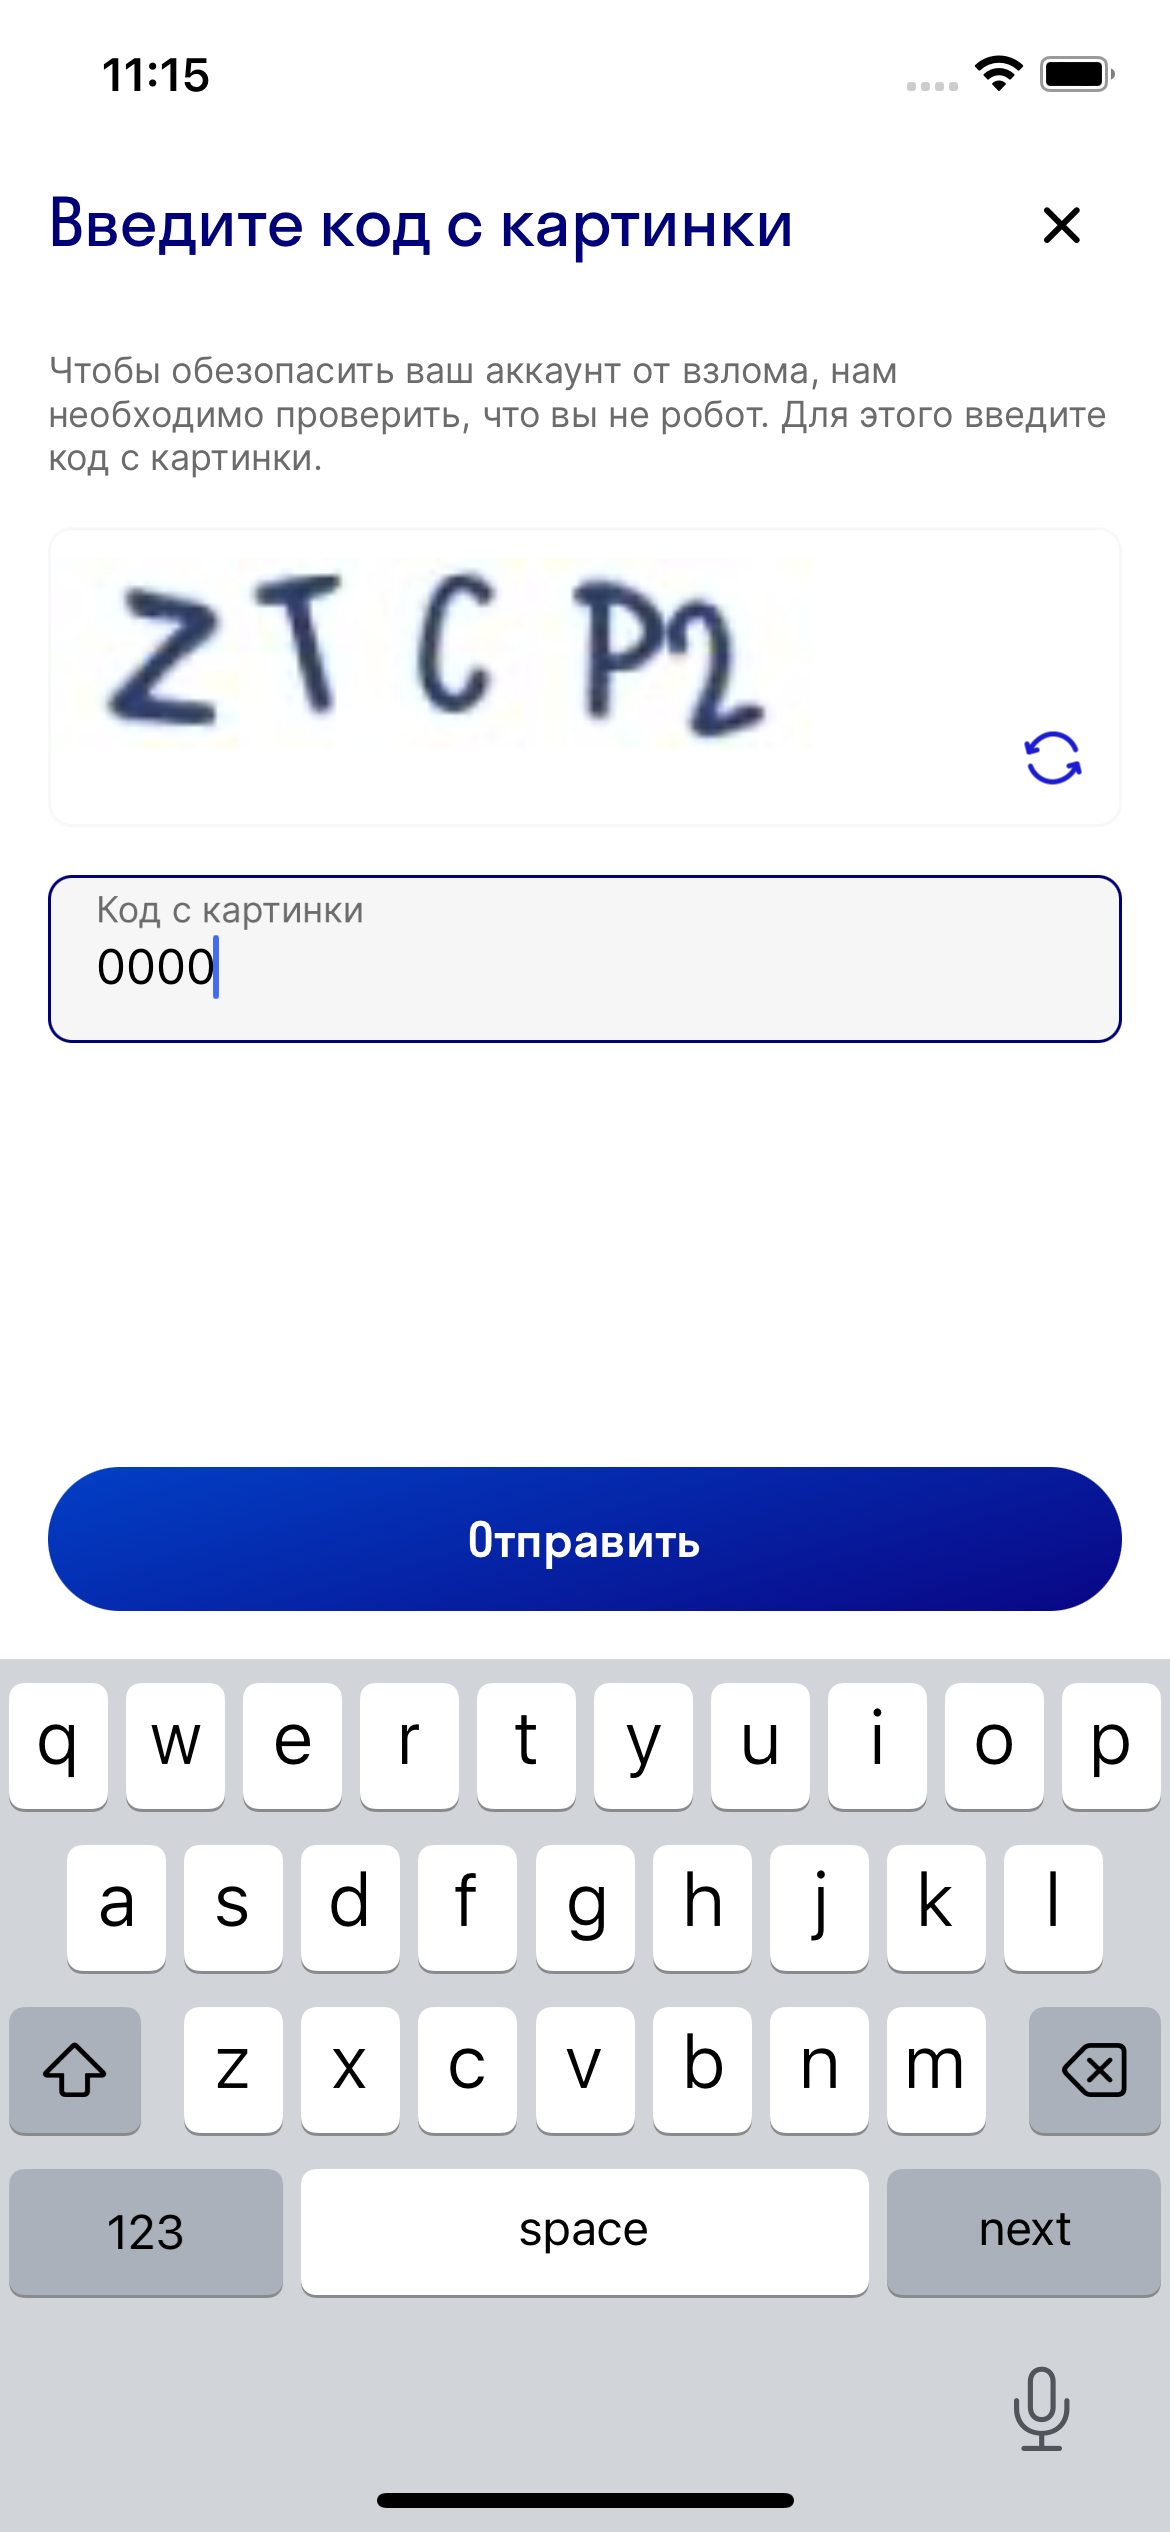 11:15
Введите код с картинки
Чтобы обезопасить ваш аккаунт от взлома, нам
необходимо проверить, что вы не робот. Для этого введите
код с картинки.
ZTCP2
Код с картинки
0000
Отправить
q w e r t y u i o p
a s d f g h j k l
z x c v b n m
123 space next